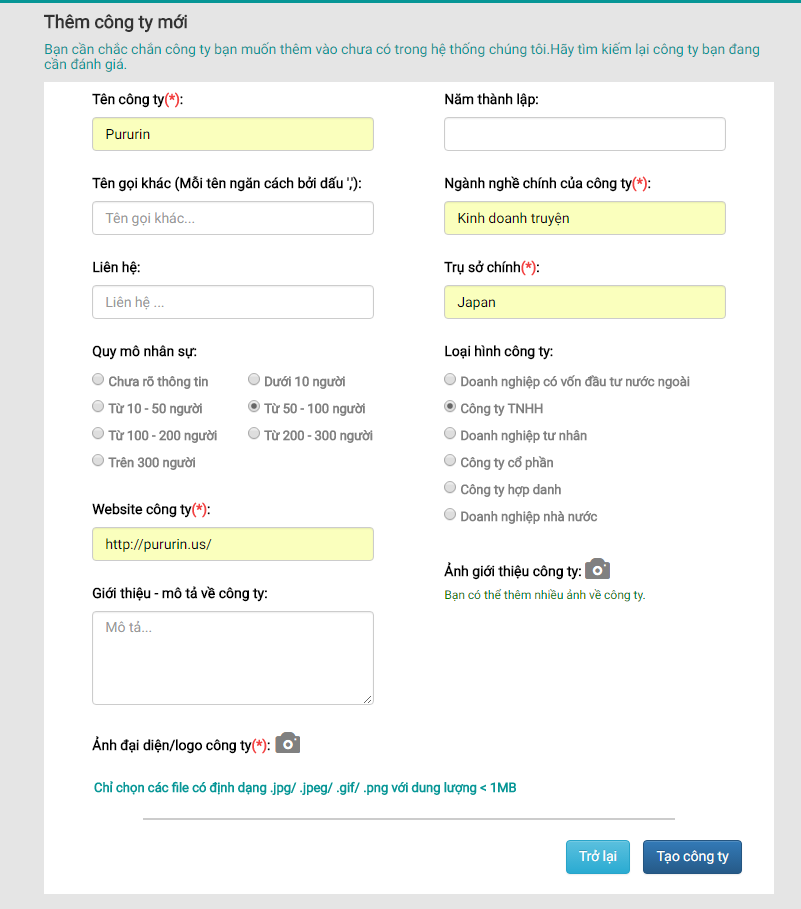 Thêm công ty mới
Bạn cần chắc chắn công ty bạn muốn thêm vào chưa có trong hệ thống chúng tôi.Hãy tìm kiếm lại công ty bạn đang
cần đánh giá.
Tên công ty(*):
Pururin
Năm thành lập:
Tên gọi khác (Mỗi tên ngăn cách bởi dấu ','):
Tên gọi khác...
Ngành nghề chính của công ty(*):
Kinh doanh truyện
Liên hệ:
Liên hệ ...
Trụ sở chính(*):
Japan
Quy mô nhân sự:
Chưa rõ thông tin
Dưới 10 người
Từ 10 - 50 người
Từ 50 - 100 người
Từ 100 - 200 người
Từ 200 - 300 người
Trên 300 người
Loại hình công ty:
Doanh nghiệp có vốn đầu tư nước ngoài
Công ty TNHH
Doanh nghiệp tư nhân
Công ty cổ phần
Công ty hợp danh
Doanh nghiệp nhà nước
Website công ty(*):
http://pururin.us/
Ảnh giới thiệu công ty:
Bạn có thể thêm nhiều ảnh về công ty.
Giới thiệu - mô tả về công ty:
Mô tả...
Ảnh đại diện/logo công ty(*):
Chỉ chọn các file có định dạng .jpg/ .jpeg/ .gif/ .png với dung lượng < 1MB
Trở lại
Tạo công ty